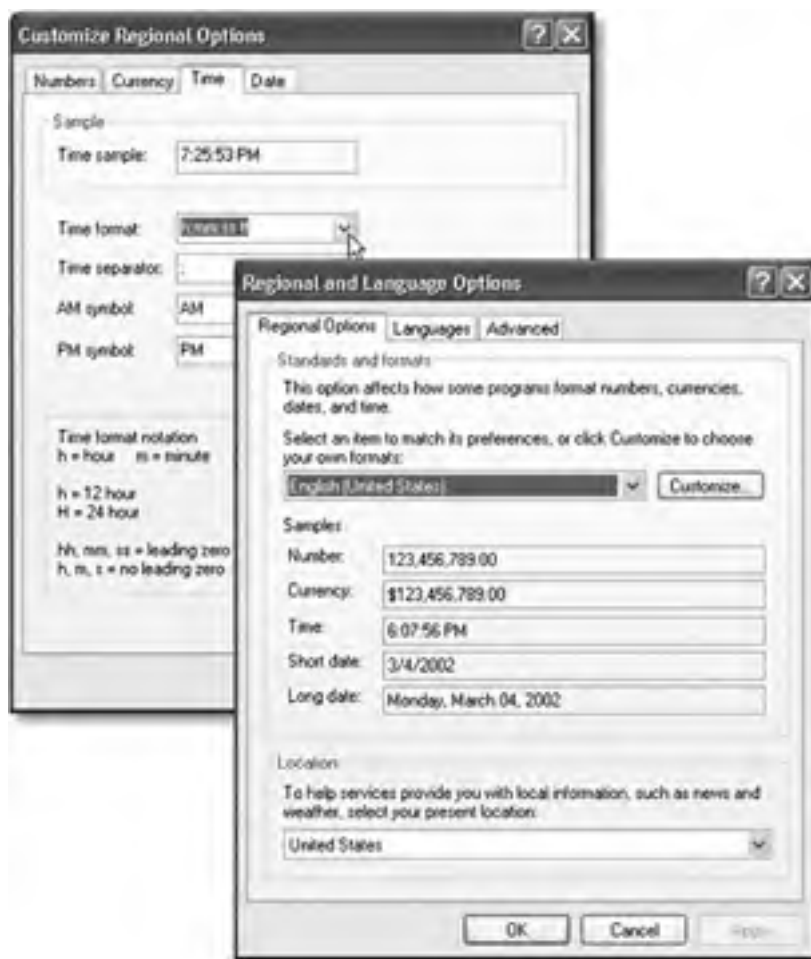 Customize Regional Options
Numbers Currency Time Date
Sample
Time sample: 7:25:53 PM
Time format: h:mm:ss tt
Time separator: :
AM symbol: AM
PM symbol: PM
Time format notation
h = hour m = minute
h = 12 hour
H = 24 hour
hh, mm, ss = leading zero
h, m, s = no leading zero
Regional and Language Options
Regional Options Languages Advanced
Standards and formats
This option affects how some programs format numbers, currencies,
dates, and time.
Select an item to match its preferences, or click Customize to choose
your own formats:
English (United States) Customize...
Samples
Number: 123,456,789.00
Currency: $123,456,789.00
Time: 6:07:56 PM
Short date: 3/4/2002
Long date: Monday, March 04, 2002
Location
To help services provide you with local information, such as news and
weather, select your present location:
United States
OK Cancel Apply